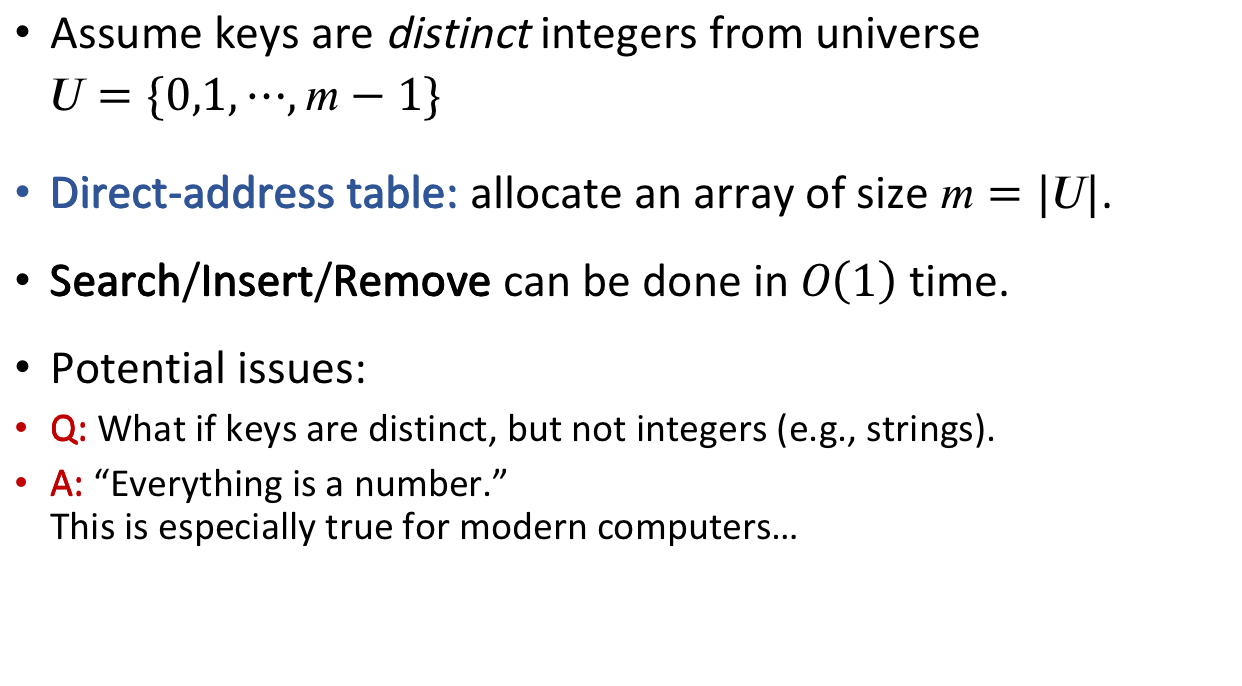 • Assume keys are distinct integers from universe
U = {0,1, ⋯, m − 1}
• Direct-address table: allocate an array of size m = |U|.
• Search/Insert/Remove can be done in O(1) time.
• Potential issues:
• Q: What if keys are distinct, but not integers (e.g., strings).
• A: “Everything is a number.”
This is especially true for modern computers…